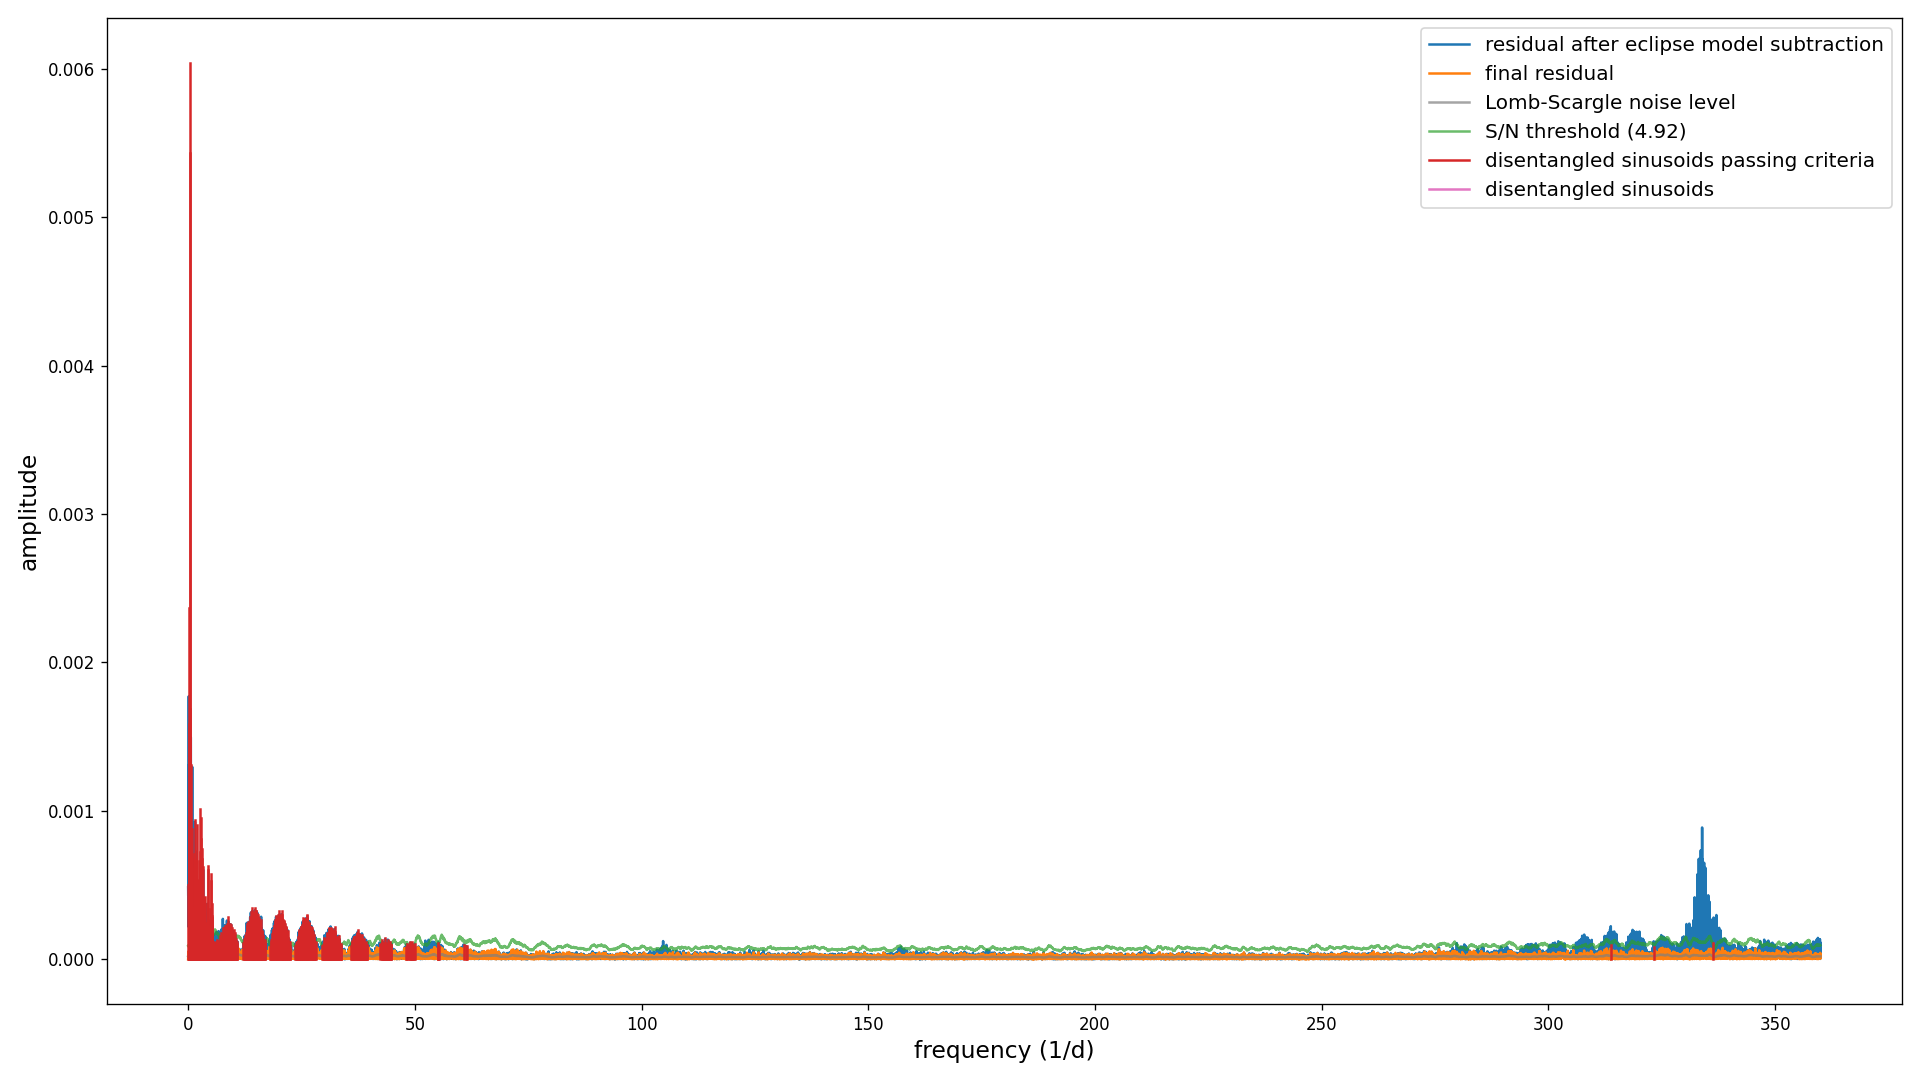 residual after eclipse model subtraction
final residual
Lomb-Scargle noise level
S/N threshold (4.92)
disentangled sinusoids passing criteria
disentangled sinusoids
0.006
0.005
0.004
0.003
0.002
0.001
0.000
amplitude
0 50 100 150 200 250 300 350
frequency (1/d)